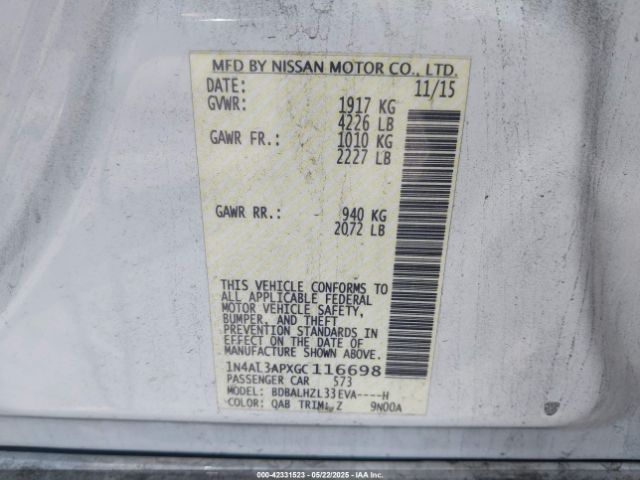 MFD BY NISSAN MOTOR CO., LTD.
DATE: 11/15
GVWR: 1917 KG
4226 LB
GAWR FR.: 1010 KG
2227 LB
GAWR RR.: 940 KG
2072 LB
THIS VEHICLE CONFORMS TO
ALL APPLICABLE FEDERAL
MOTOR VEHICLE SAFETY,
BUMPER, AND THEFT
PREVENTION STANDARDS IN
EFFECT ON THE DATE OF
MANUFACTURE SHOWN ABOVE.
1N4AL3APXGC116698
PASSENGER CAR 573
MODEL: BDBALHZL33EVA----H
COLOR: QAB TRIM: Z 9N00A
000-42331523 - 05/22/2025 - IAA Inc.